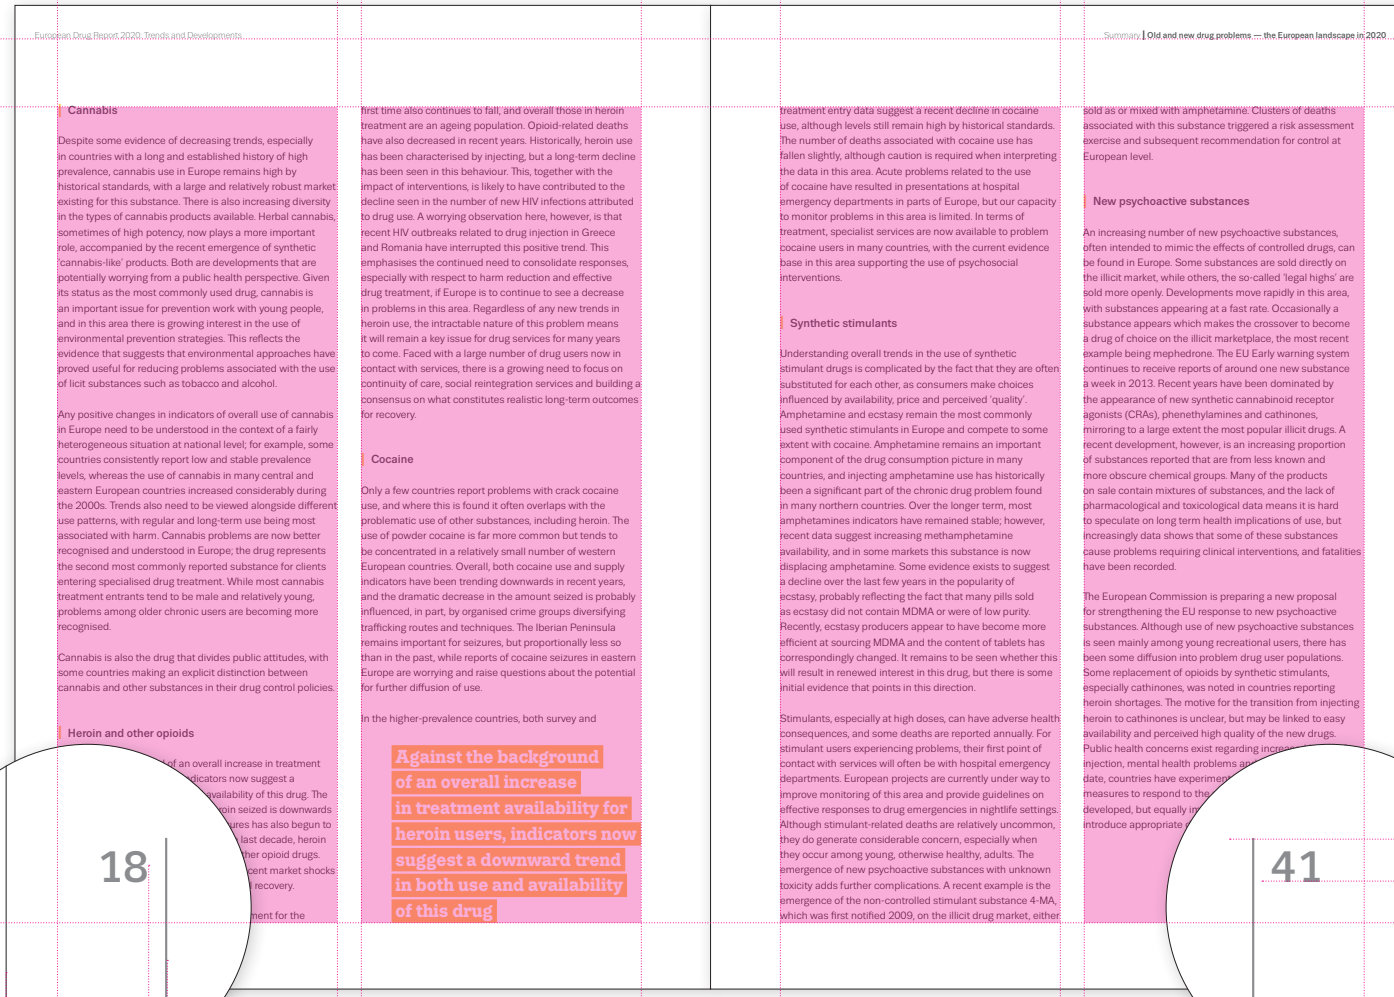 European Drug Report 2020: Trends and Developments
Cannabis
Despite some evidence of decreasing trends, especially
in countries with a long and established history of high
prevalence, cannabis use in Europe remains high by
historical standards, with a large and relatively robust market
existing for this substance. There is also increasing diversity
in the types of cannabis products available. Herbal cannabis,
sometimes of high potency, now plays a more important
role, accompanied by the recent emergence of synthetic
'cannabis-like' products. Both are developments that are
potentially worrying from a public health perspective. Given
its status as the most commonly used drug, cannabis is
an important issue for prevention work with young people,
and in this area there is growing interest in the use of
environmental prevention strategies. This reflects the
evidence that suggests that environmental approaches have
proved useful for reducing problems associated with the use
of licit substances such as tobacco and alcohol.
Any positive changes in indicators of overall use of cannabis
in Europe need to be understood in the context of a fairly
heterogeneous situation at national level; for example, some
countries consistently report low and stable prevalence
levels, whereas the use of cannabis in many central and
eastern European countries increased considerably during
the 2000s. Trends also need to be viewed alongside different
use patterns, with regular and long-term use being most
associated with harm. Cannabis problems are now better
recognised and understood in Europe; the drug represents
the second most commonly reported substance for clients
entering specialised drug treatment. While most cannabis
treatment entrants tend to be male and relatively young,
problems among older chronic users are becoming more
recognised.
Cannabis is also the drug that divides public attitudes, with
some countries making an explicit distinction between
cannabis and other substances in their drug control policies.
Heroin and other opioids
of an overall increase in treatment
indicators now suggest a
availability of this drug. The
heroin seized is downwards
has also begun to
last decade, heroin
other opioid drugs.
recent market shocks
recovery.
for the
18
first time also continues to fall, and overall those in heroin
treatment are an ageing population. Opioid-related deaths
have also decreased in recent years. Historically, heroin use
has been characterised by injecting, but a long-term decline
has been seen in this behaviour. This, together with the
impact of interventions, is likely to have contributed to the
decline seen in the number of new HIV infections attributed
to drug use. A worrying observation here, however, is that
recent HIV outbreaks related to drug injection in Greece
and Romania have interrupted this positive trend. This
emphasises the continued need to consolidate responses,
especially with respect to harm reduction and effective
drug treatment, if Europe is to continue to see a decrease
in problems in this area. Regardless of any new trends in
heroin use, the intractable nature of this problem means
it will remain a key issue for drug services for many years
to come. Faced with a large number of drug users now in
contact with services, there is a growing need to focus on
continuity of care, social reintegration services and building a
consensus on what constitutes realistic long-term outcomes
for recovery.
Cocaine
Only a few countries report problems with crack cocaine
use, and where this is found it often overlaps with the
problematic use of other substances, including heroin. The
use of powder cocaine is far more common but tends to
be concentrated in a relatively small number of western
European countries. Overall, both cocaine use and supply
indicators have been trending downwards in recent years,
and the dramatic decrease in the amount seized is probably
influenced, in part, by organised crime groups diversifying
trafficking routes and techniques. The Iberian Peninsula
remains important for seizures, but proportionally less so
than in the past, while reports of cocaine seizures in eastern
Europe are worrying and raise questions about the potential
for further diffusion of use.
In the higher-prevalence countries, both survey and
Against the background
of an overall increase
in treatment availability for
heroin users, indicators now
suggest a downward trend
in both use and availability
of this drug
Summary | Old and new drug problems — the European landscape in 2020
treatment entry data suggest a recent decline in cocaine
use, although levels still remain high by historical standards.
The number of deaths associated with cocaine use has
fallen slightly, although caution is required when interpreting
the data in this area. Acute problems related to the use
of cocaine have resulted in presentations at hospital
emergency departments in parts of Europe, but our capacity
to monitor problems in this area is limited. In terms of
treatment, specialist services are now available to problem
cocaine users in many countries, with the current evidence
base in this area supporting the use of psychosocial
interventions.
Synthetic stimulants
Understanding overall trends in the use of synthetic
stimulant drugs is complicated by the fact that they are often
substituted for each other, as consumers make choices
influenced by availability, price and perceived 'quality'.
Amphetamine and ecstasy remain the most commonly
used synthetic stimulants in Europe and compete to some
extent with cocaine. Amphetamine remains an important
component of the drug consumption picture in many
countries, and injecting amphetamine use has historically
been a significant part of the chronic drug problem found
in many northern countries. Over the longer term, most
amphetamines indicators have remained stable; however,
recent data suggest increasing methamphetamine
availability, and in some markets this substance is now
displacing amphetamine. Some evidence exists to suggest
a decline over the last few years in the popularity of
ecstasy, probably reflecting the fact that many pills sold
as ecstasy did not contain MDMA or were of low purity.
Recently, ecstasy producers appear to have become more
efficient at sourcing MDMA and the content of tablets has
correspondingly changed. It remains to be seen whether this
will result in renewed interest in this drug, but there is some
initial evidence that points in this direction.
Stimulants, especially at high doses, can have adverse health
consequences, and some deaths are reported annually. For
stimulant users experiencing problems, their first point of
contact with services will often be with hospital emergency
departments. European projects are currently under way to
improve monitoring of this area and provide guidelines on
effective responses to drug emergencies in nightlife settings.
Although stimulant-related deaths are relatively uncommon,
they do generate considerable concern, especially when
they occur among young, otherwise healthy, adults. The
emergence of new psychoactive substances with unknown
toxicity adds further complications. A recent example is the
emergence of the non-controlled stimulant substance 4-MA,
which was first notified 2009, on the illicit drug market, either
sold as or mixed with amphetamine. Clusters of deaths
associated with this substance triggered a risk assessment
exercise and subsequent recommendation for control at
European level.
New psychoactive substances
An increasing number of new psychoactive substances,
often intended to mimic the effects of controlled drugs, can
be found in Europe. Some substances are sold directly on
the illicit market, while others, the so-called 'legal highs' are
sold more openly. Developments move rapidly in this area,
with substances appearing at a fast rate. Occasionally a
substance appears which makes the crossover to become
a drug of choice on the illicit marketplace, the most recent
example being mephedrone. The EU Early warning system
continues to receive reports of around one new substance
a week in 2013. Recent years have been dominated by
the appearance of new synthetic cannabinoid receptor
agonists (CRAs), phenethylamines and cathinones,
mirroring to a large extent the most popular illicit drugs. A
recent development, however, is an increasing proportion
of substances reported that are from less known and
more obscure chemical groups. Many of the products
on sale contain mixtures of substances, and the lack of
pharmacological and toxicological data means it is hard
to speculate on long term health implications of use, but
increasingly data shows that some of these substances
cause problems requiring clinical interventions, and fatalities
have been recorded.
The European Commission is preparing a new proposal
for strengthening the EU response to new psychoactive
substances. Although use of new psychoactive substances
is seen mainly among young recreational users, there has
been some diffusion into problem drug user populations.
Some replacement of opioids by synthetic stimulants,
especially cathinones, was noted in countries reporting
heroin shortages. The motive for the transition from injecting
heroin to cathinones is unclear, but may be linked to easy
availability and perceived high quality of the new drugs.
Public health concerns exist regarding
injection, mental health problems and
date, countries have
measures to respond to the
developed, but equally
introduce appropriate
41